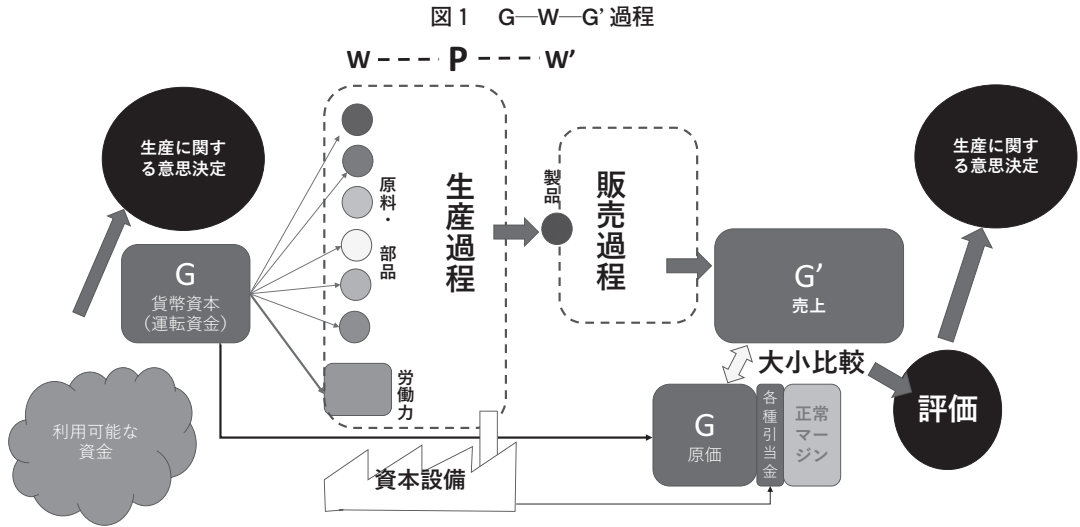 図1 G—W—G’過程
W – – – – P – – – – W’
生産に関す
る意思決定
G
貨幣資本
（運転資金）
利用可能な
資金
原料・部品
労働力
生産過程
資本設備
製品
販売過程
G’
売上
大小比較
G
原価
各種引当金
正常
マー
ジン
評価
生産に関す
る意思決定